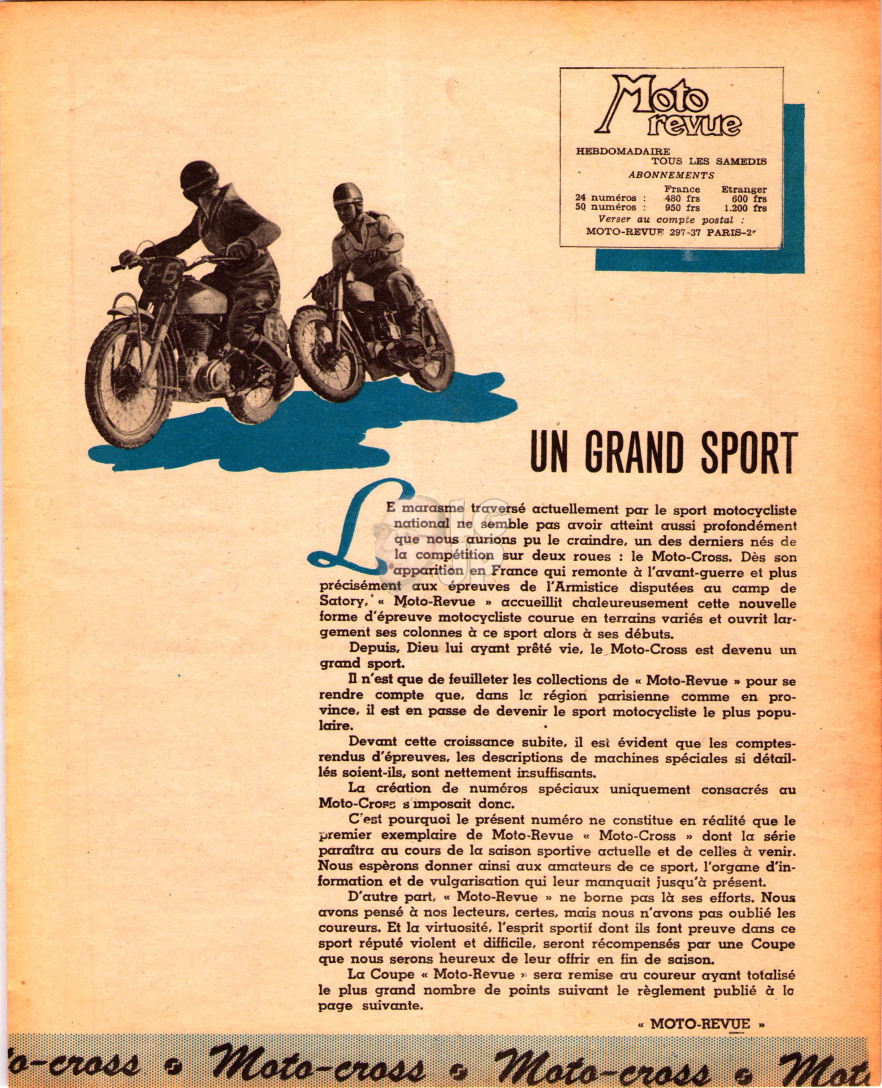 Moto
revue
HEBDOMADAIRE
TOUS LES SAMEDIS
ABONNEMENTS
France Etranger
24 numéros : 480 frs 600 frs
50 numéros : 950 frs 1.200 frs
Verser au compte postal :
MOTO-REVUE 297-37 PARIS-2e
F-6
UN GRAND SPORT
LE marasme traversé actuellement par le sport motocycliste
national ne semble pas avoir atteint aussi profondément
que nous aurions pu le craindre, un des derniers nés de
la compétition sur deux roues : le Moto-Cross. Dès son
apparition en France qui remonte à l'avant-guerre et plus
précisément aux épreuves de l'Armistice disputées au camp de
Satory, « Moto-Revue » accueillit chaleureusement cette nouvelle
forme d'épreuve motocycliste courue en terrains variés et ouvrit lar-
gement ses colonnes à ce sport alors à ses débuts.
Depuis, Dieu lui ayant prêté vie, le Moto-Cross est devenu un
grand sport.
Il n'est que de feuilleter les collections de « Moto-Revue » pour se
rendre compte que, dans la région parisienne comme en pro-
vince, il est en passe de devenir le sport motocycliste le plus popu-
laire.
Devant cette croissance subite, il est évident que les comptes-
rendus d'épreuves, les descriptions de machines spéciales si détail-
lés soient-ils, sont nettement insuffisants.
La création de numéros spéciaux uniquement consacrés au
Moto-Cross s'imposait donc.
C'est pourquoi le présent numéro ne constitue en réalité que le
premier exemplaire de Moto-Revue « Moto-Cross » dont la série
paraîtra au cours de la saison sportive actuelle et de celles à venir.
Nous espèrons donner ainsi aux amateurs de ce sport, l'organe d'in-
formation et de vulgarisation qui leur manquait jusqu'à présent.
D'autre part, « Moto-Revue » ne borne pas là ses efforts. Nous
avons pensé à nos lecteurs, certes, mais nous n'avons pas oublié les
coureurs. Et la virtuosité, l'esprit sportif dont ils font preuve dans ce
sport réputé violent et difficile, seront récompensés par une Coupe
que nous serons heureux de leur offrir en fin de saison.
La Coupe « Moto-Revue » sera remise au coureur ayant totalisé
le plus grand nombre de points suivant le règlement publié à la
page suivante.
« MOTO-REVUE »
o-cross Moto-cross Moto-cross Mot